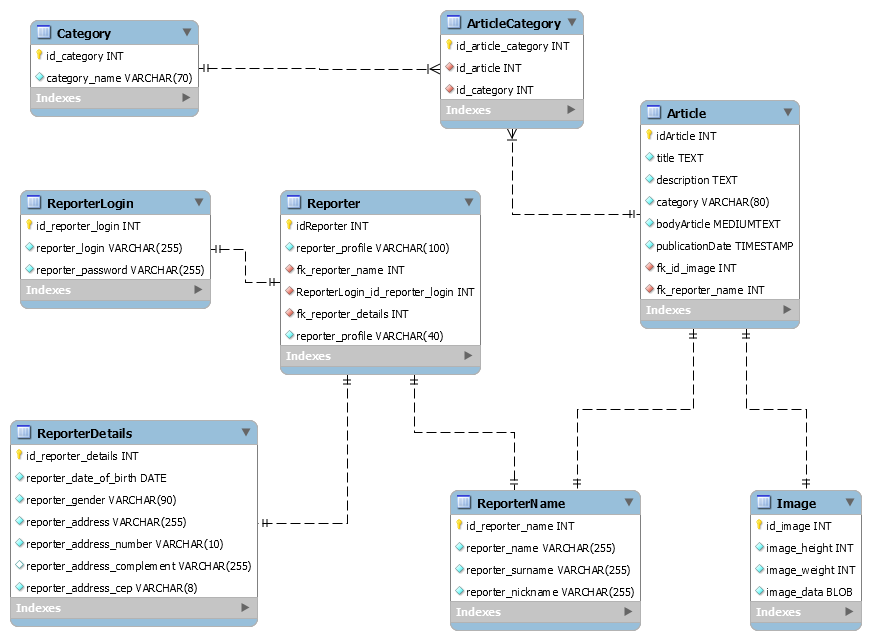 Category
id_category INT
category_name VARCHAR(70)
Indexes
ArticleCategory
id_article_category INT
id_article INT
id_category INT
Indexes
Article
idArticle INT
title TEXT
description TEXT
category VARCHAR(80)
bodyArticle MEDIUMTEXT
publicationDate TIMESTAMP
fk_id_image INT
fk_reporter_name INT
Indexes
ReporterLogin
id_reporter_login INT
reporter_login VARCHAR(255)
reporter_password VARCHAR(255)
Indexes
Reporter
idReporter INT
reporter_profile VARCHAR(100)
fk_reporter_name INT
ReporterLogin_id_reporter_login INT
fk_reporter_details INT
reporter_profile VARCHAR(40)
Indexes
ReporterDetails
id_reporter_details INT
reporter_date_of_birth DATE
reporter_gender VARCHAR(90)
reporter_address VARCHAR(255)
reporter_address_number VARCHAR(10)
reporter_address_complement VARCHAR(255)
reporter_address_cep VARCHAR(8)
Indexes
ReporterName
id_reporter_name INT
reporter_name VARCHAR(255)
reporter_surname VARCHAR(255)
reporter_nickname VARCHAR(255)
Indexes
Image
id_image INT
image_height INT
image_weight INT
image_data BLOB
Indexes